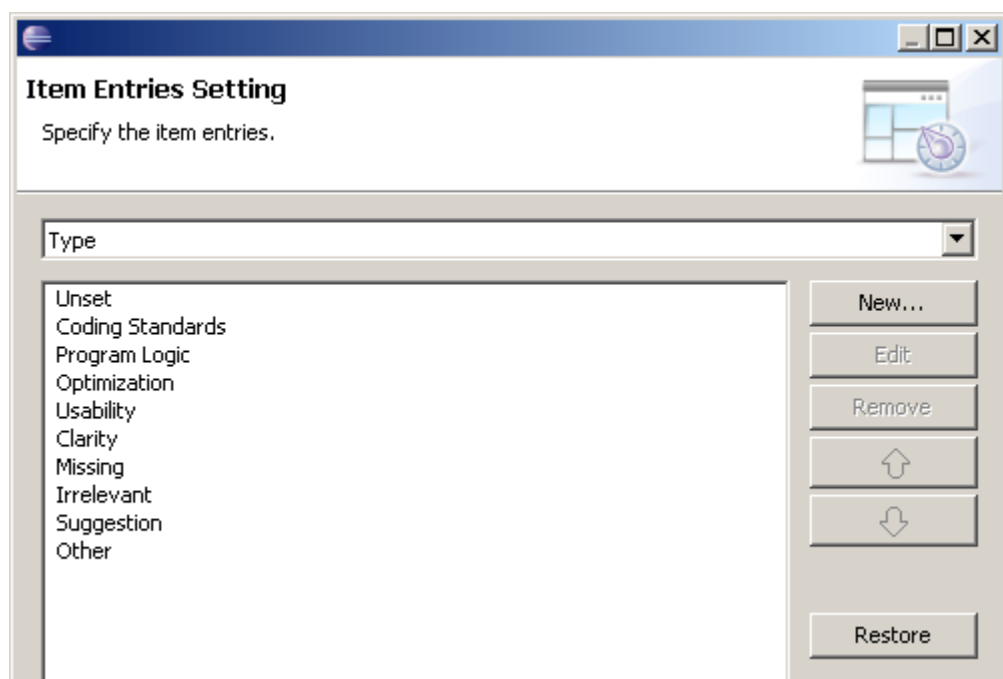 Item Entries Setting
Specify the item entries.
Type
Unset
Coding Standards
Program Logic
Optimization
Usability
Clarity
Missing
Irrelevant
Suggestion
Other
New...
Edit
Remove
Restore